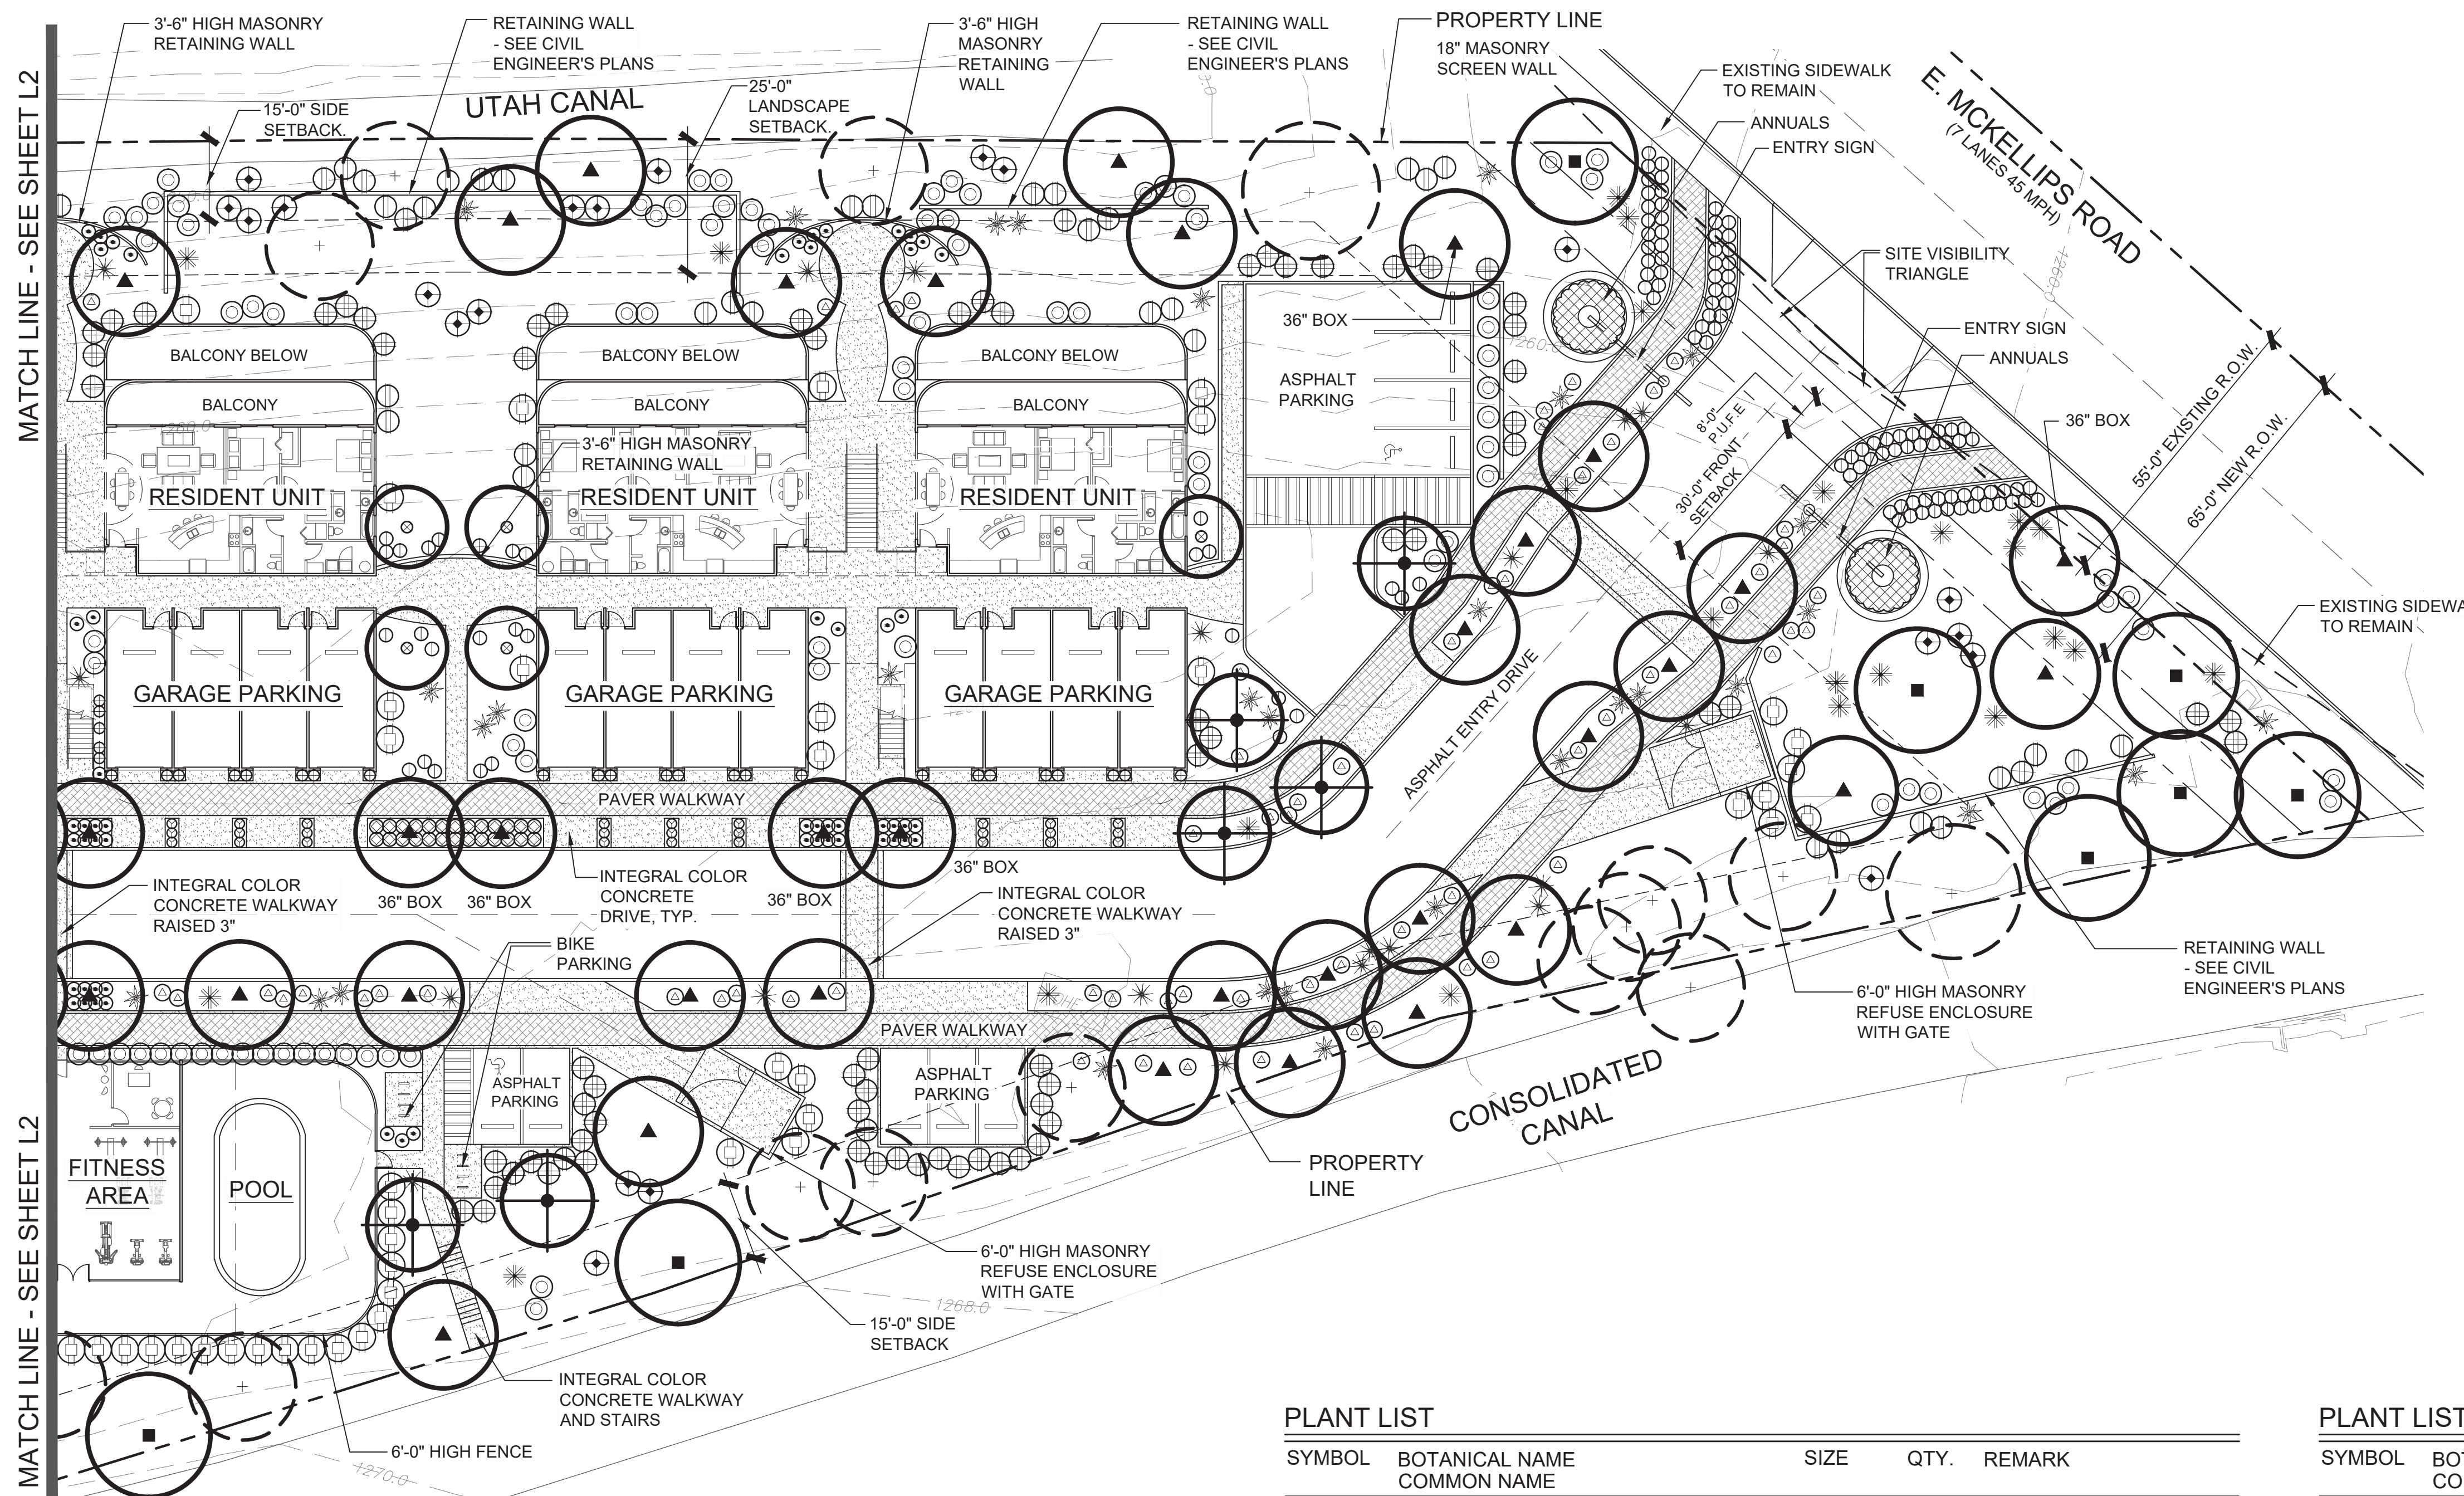 MATCH LINE - SEE SHEET L2
3'-6" HIGH MASONRY
RETAINING WALL
RETAINING WALL
- SEE CIVIL
ENGINEER'S PLANS
3'-6" HIGH
MASONRY
RETAINING
WALL
RETAINING WALL
- SEE CIVIL
ENGINEER'S PLANS
PROPERTY LINE
18" MASONRY
SCREEN WALL
EXISTING SIDEWALK
TO REMAIN
E. MCKELLIPS ROAD
(7 LANES 45 MPH)
15'-0" SIDE
SETBACK.
UTAH CANAL
25'-0"
LANDSCAPE
SETBACK.
ANNUALS
ENTRY SIGN
SITE VISIBILITY
TRIANGLE
1260.0
ENTRY SIGN
ANNUALS
36" BOX
1260.0
BALCONY BELOW
BALCONY BELOW
BALCONY BELOW
ASPHALT
PARKING
BALCONY
BALCONY
BALCONY
8'-0"
P.U.F.E
30'-0" FRONT
SETBACK
36" BOX
55'-0" EXISTING R.O.W.
65'-0" NEW R.O.W.
1260.0
3'-6" HIGH MASONRY
RETAINING WALL
RESIDENT UNIT
RESIDENT UNIT
RESIDENT UNIT
EXISTING SIDEWA
TO REMAIN
GARAGE PARKING
GARAGE PARKING
GARAGE PARKING
ASPHALT ENTRY DRIVE
PAVER WALKWAY
36" BOX
INTEGRAL COLOR
CONCRETE WALKWAY
RAISED 3"
36" BOX
36" BOX
INTEGRAL COLOR
CONCRETE
DRIVE, TYP.
36" BOX
INTEGRAL COLOR
CONCRETE WALKWAY
RAISED 3"
BIKE
PARKING
RETAINING WALL
- SEE CIVIL
ENGINEER'S PLANS
6'-0" HIGH MASONRY
REFUSE ENCLOSURE
WITH GATE
PAVER WALKWAY
ASPHALT
PARKING
ASPHALT
PARKING
CONSOLIDATED
CANAL
MATCH LINE - SEE SHEET L2
FITNESS
AREA
POOL
PROPERTY
LINE
6'-0" HIGH MASONRY
REFUSE ENCLOSURE
WITH GATE
1268.0
15'-0" SIDE
SETBACK
INTEGRAL COLOR
CONCRETE WALKWAY
AND STAIRS
6'-0" HIGH FENCE
1270.0
PLANT LIST
SYMBOL BOTANICAL NAME SIZE QTY. REMARK
COMMON NAME
PLANT LIST
SYMBOL BOT
CO